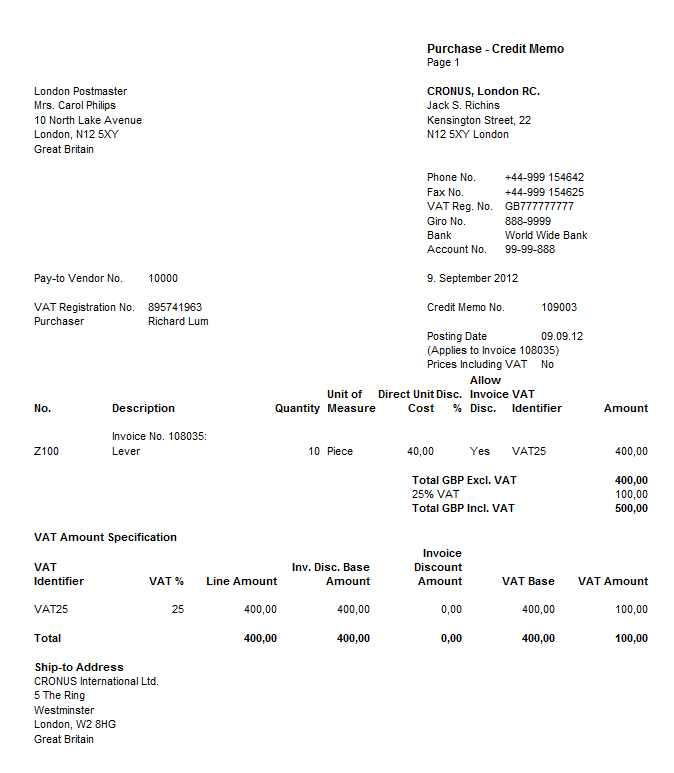 Purchase - Credit Memo
Page 1
London Postmaster
Mrs. Carol Philips
10 North Lake Avenue
London, N12 5XY
Great Britain
CRONUS, London RC.
Jack S. Richins
Kensington Street, 22
N12 5XY London
Phone No. +44-999 154642
Fax No. +44-999 154625
VAT Reg. No. GB777777777
Giro No. 888-9999
Bank World Wide Bank
Account No. 99-99-888
Pay-to Vendor No. 10000
9. September 2012
VAT Registration No. 895741963
Credit Memo No. 109003
Purchaser Richard Lum
Posting Date 09.09.12
(Applies to Invoice 108035)
Prices Including VAT No
Allow
Unit of Direct Unit Disc. Invoice VAT
No. Description Quantity Measure Cost % Disc. Identifier Amount
Invoice No. 108035:
Z100 Lever 10 Piece 40,00 Yes VAT25 400,00
Total GBP Excl. VAT 400,00
25% VAT 100,00
Total GBP Incl. VAT 500,00
VAT Amount Specification
Invoice
VAT Inv. Disc. Base Discount
Identifier VAT % Line Amount Amount Amount VAT Base VAT Amount
VAT25 25 400,00 400,00 0,00 400,00 100,00
Total 400,00 400,00 0,00 400,00 100,00
Ship-to Address
CRONUS International Ltd.
5 The Ring
Westminster
London, W2 8HG
Great Britain